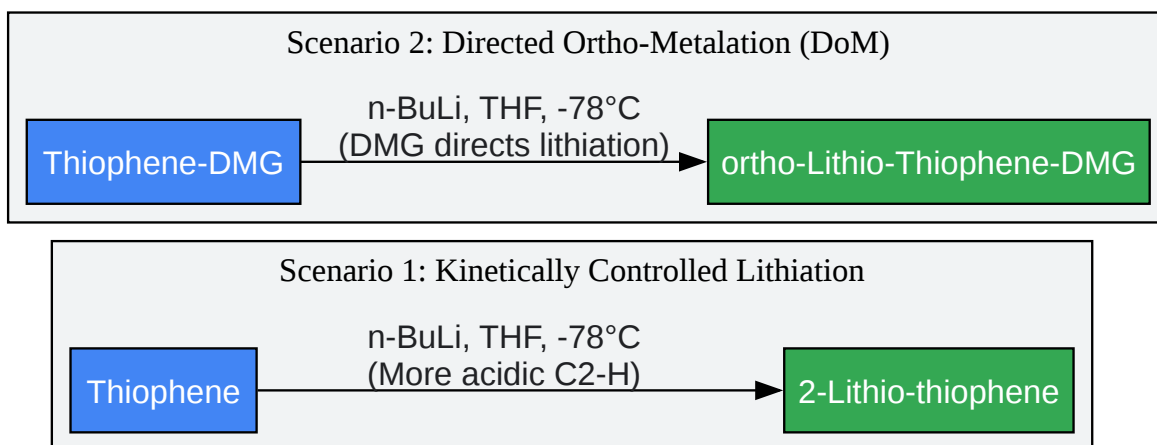 Scenario 2: Directed Ortho-Metalation (DoM)
n-BuLi, THF, -78°C
(DMG directs lithiation)
Thiophene-DMG
ortho-Lithio-Thiophene-DMG
Scenario 1: Kinetically Controlled Lithiation
n-BuLi, THF, -78°C
(More acidic C2-H)
Thiophene
2-Lithio-thiophene